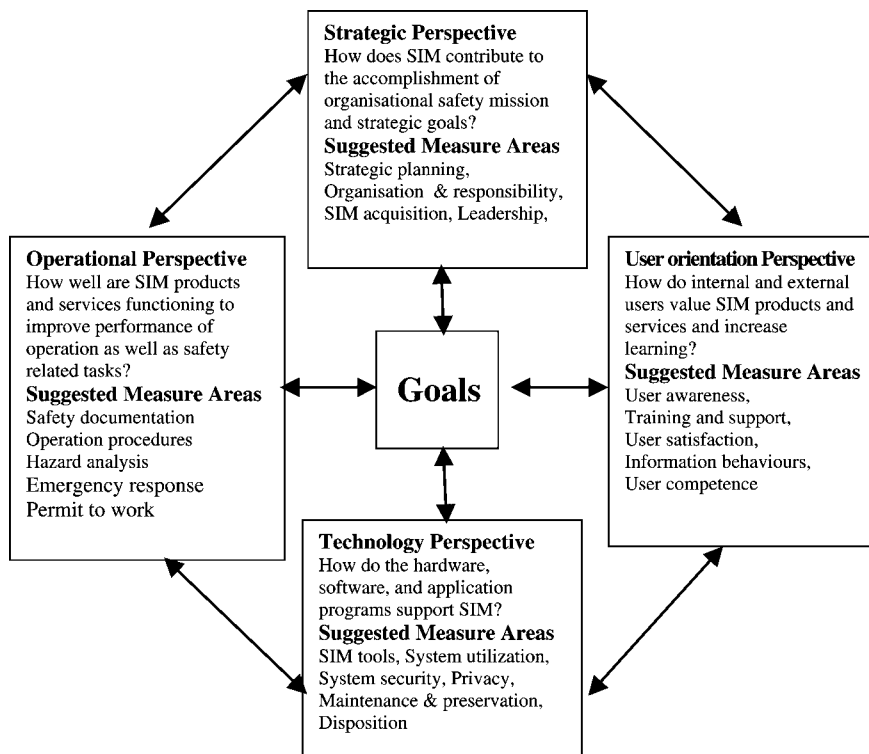 Strategic Perspective
How does SIM contribute to
the accomplishment of
organisational safety mission
and strategic goals?
Suggested Measure Areas
Strategic planning,
Organisation & responsibility,
SIM acquisition, Leadership,
Operational Perspective
How well are SIM products
and services functioning to
improve performance of
operation as well as safety
related tasks?
Suggested Measure Areas
Safety documentation
Operation procedures
Hazard analysis
Emergency response
Permit to work
Goals
User orientation Perspective
How do internal and external
users value SIM products and
services and increase
learning?
Suggested Measure Areas
User awareness,
Training and support,
User satisfaction,
Information behaviours,
User competence
Technology Perspective
How do the hardware,
software, and application
programs support SIM?
Suggested Measure Areas
SIM tools, System utilization,
System security, Privacy,
Maintenance & preservation,
Disposition